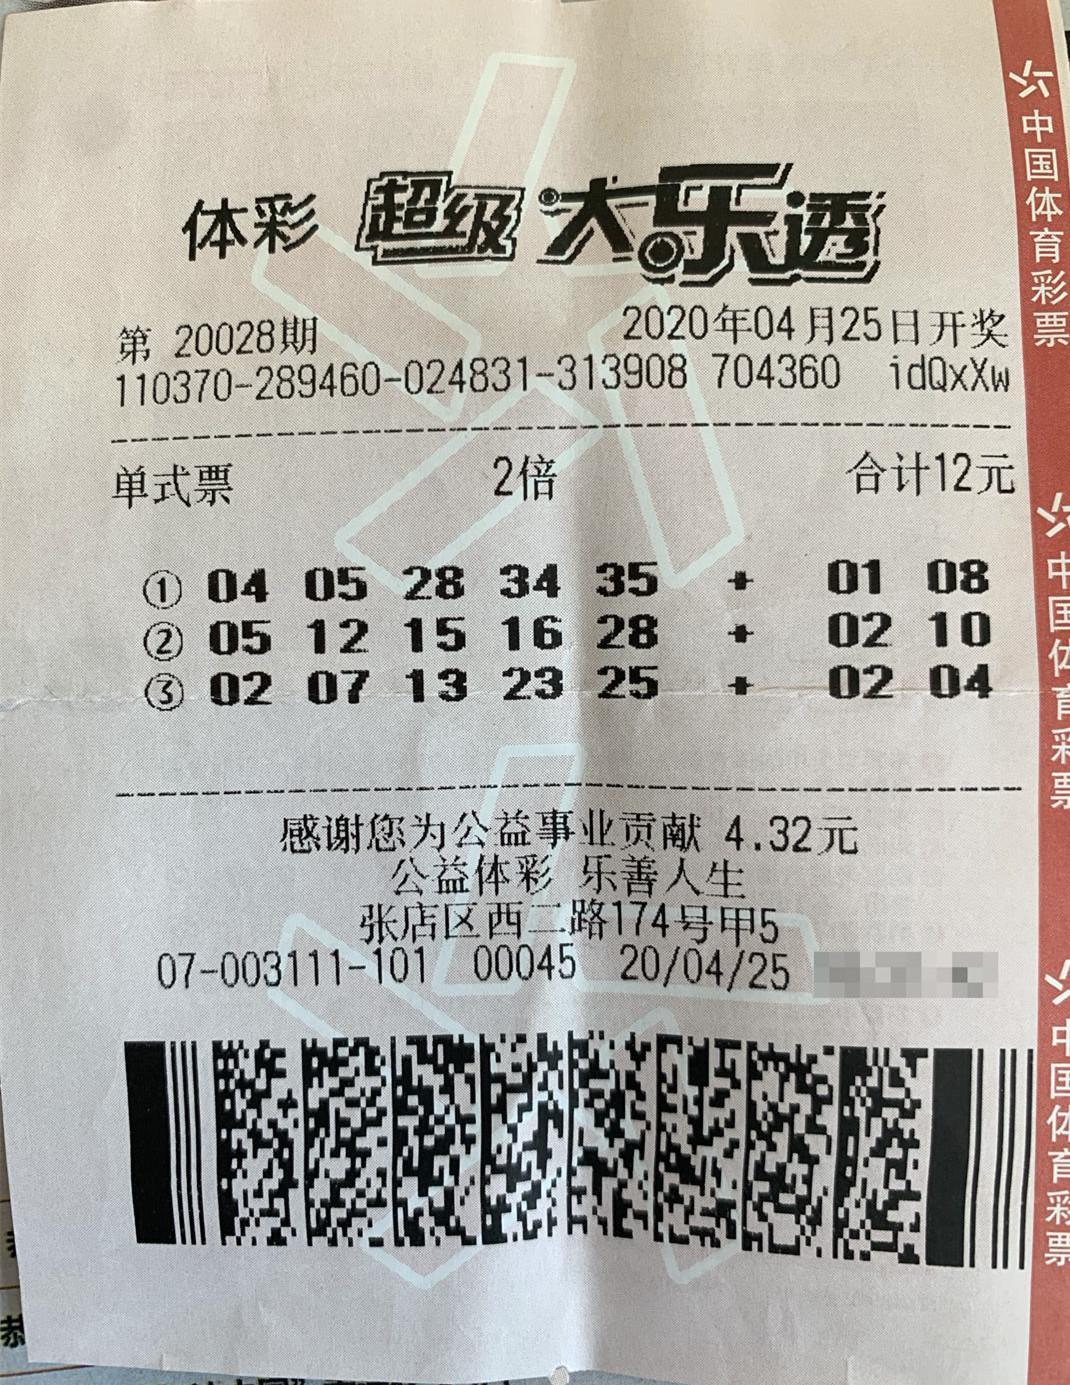 体彩 超级大乐透
第 20028期 2020年04月25日开奖
110370-289460-024831-313908 704360 idQxXw
单式票 2倍 合计12元
① 04 05 28 34 35 + 01 08
② 05 12 15 16 28 + 02 10
③ 02 07 13 23 25 + 02 04
感谢您为公益事业贡献 4.32元
公益体彩 乐善人生
张店区西二路174号甲5
07-003111-101 00045 20/04/25
中国体育彩票
中国体育彩票
中国体育彩票